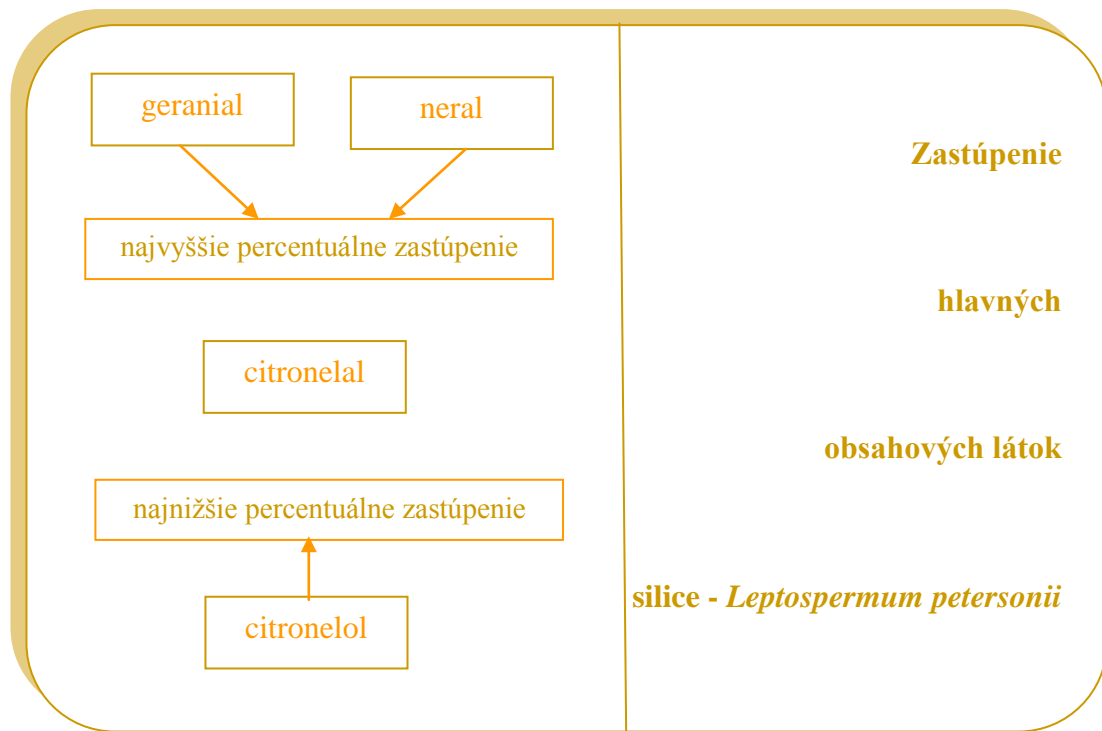 geranial
neral
najvyššie percentuálne zastúpenie
citronelal
najnižšie percentuálne zastúpenie
citronelol
Zastúpenie
hlavných
obsahových látok
silice - Leptospermum petersonii